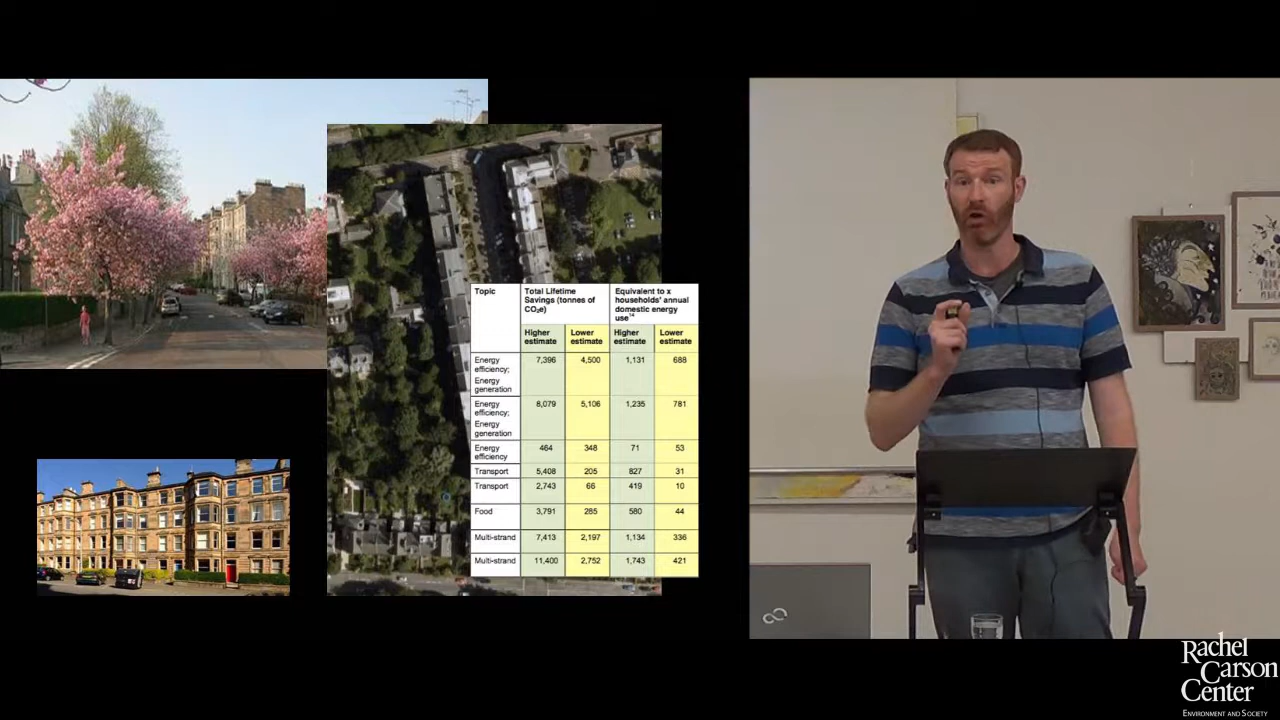 Topic
Total Lifetime
Savings (tonnes of
CO₂e)
Equivalent to x
households' annual
domestic energy
use¹⁴
Higher
estimate
Lower
estimate
Higher
estimate
Lower
estimate
Energy
efficiency;
Energy
generation
7,396
4,500
1,131
688
Energy
efficiency;
Energy
generation
8,079
5,106
1,235
781
Energy
efficiency
464
348
71
53
Transport
5,408
205
827
31
Transport
2,743
66
419
10
Food
3,791
285
580
44
Multi-strand
7,413
2,197
1,134
336
Multi-strand
11,400
2,752
1,743
421
Rachel
Carson
Center
ENVIRONMENT AND SOCIETY